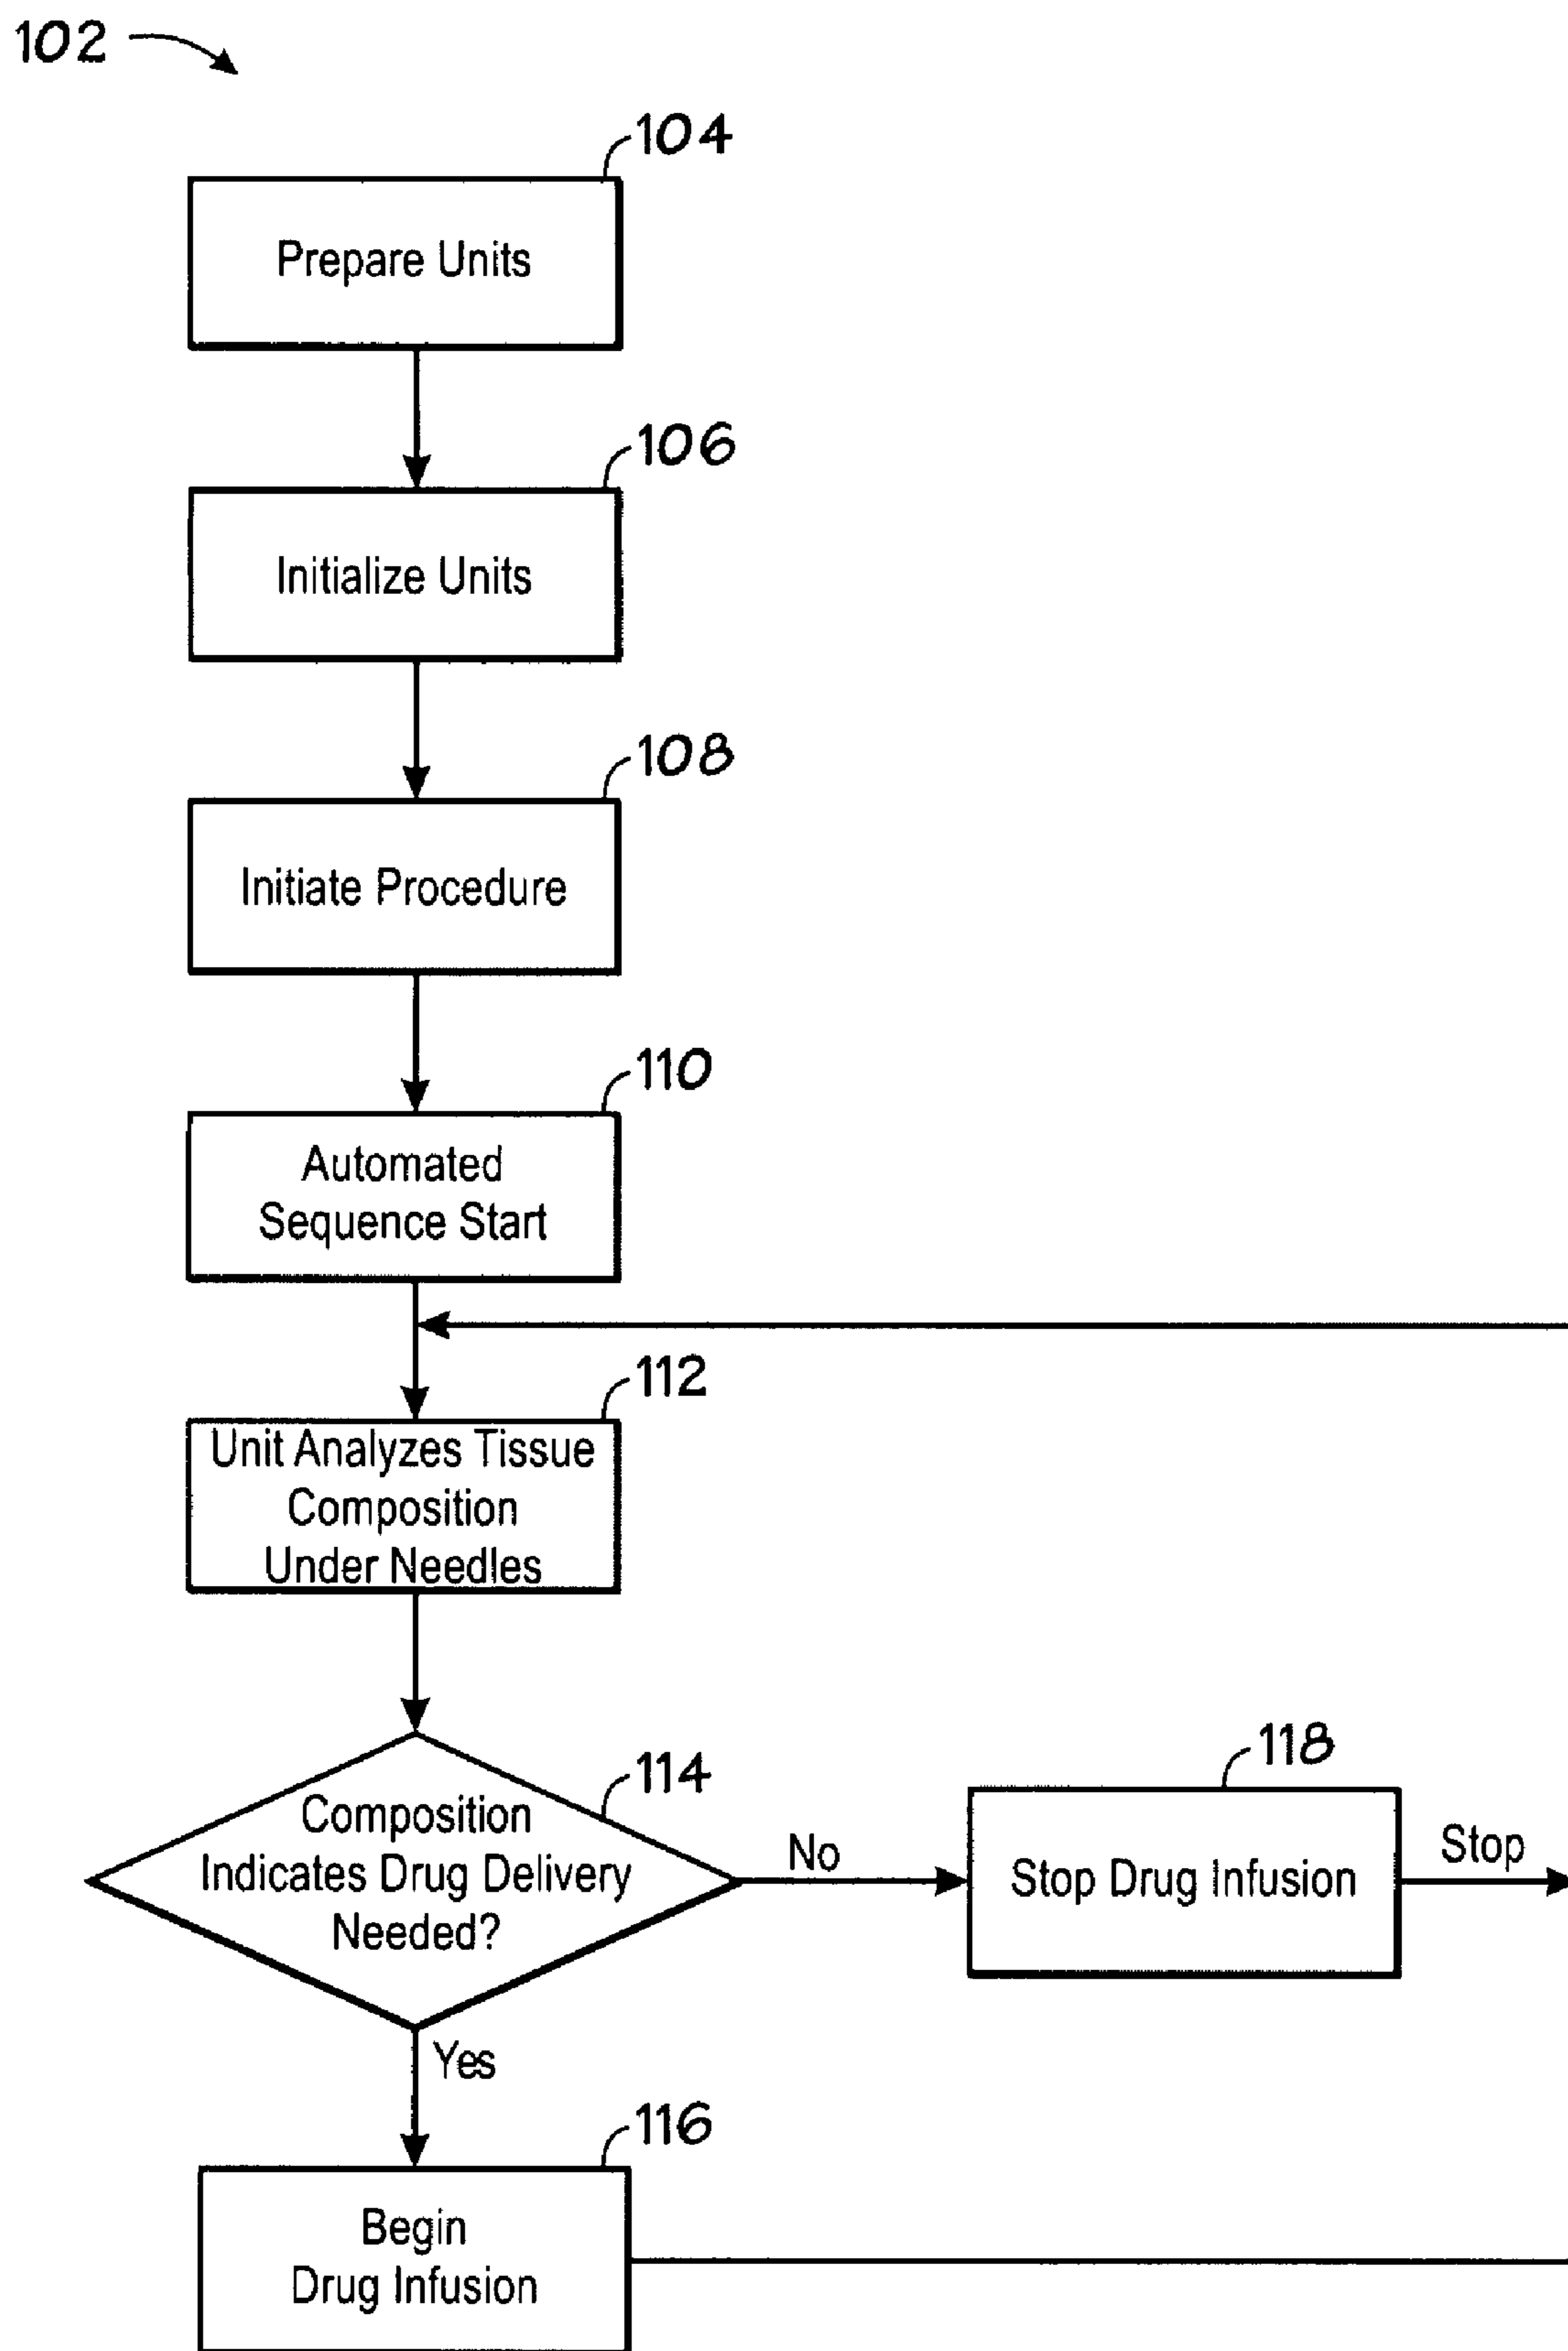 102
104
Prepare Units
106
Initialize Units
108
Initiate Procedure
110
Automated
Sequence Start
112
Unit Analyzes Tissue
Composition
Under Needles
114
Composition
Indicates Drug Delivery
Needed?
No
118
Stop Drug Infusion
Stop
Yes
116
Begin
Drug Infusion